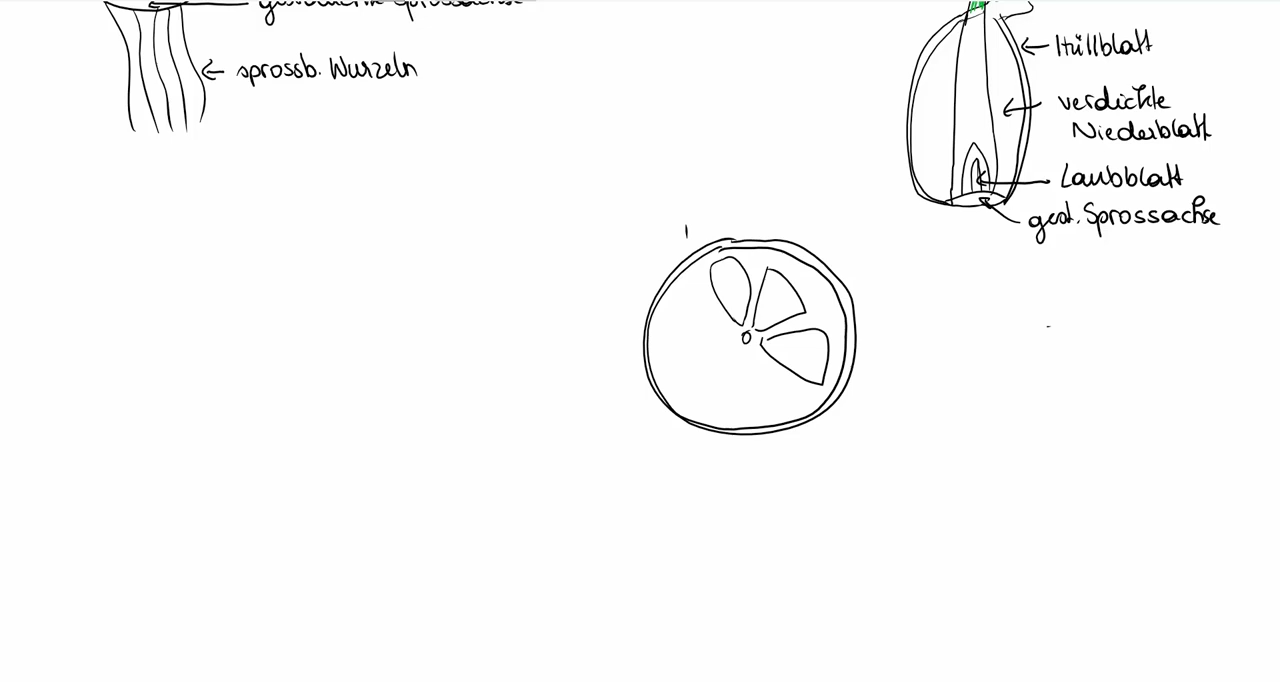 sprossb. Wurzeln
Hüllblatt
verdickte
Niederblatt
Laubblatt
gest. Sprossachse